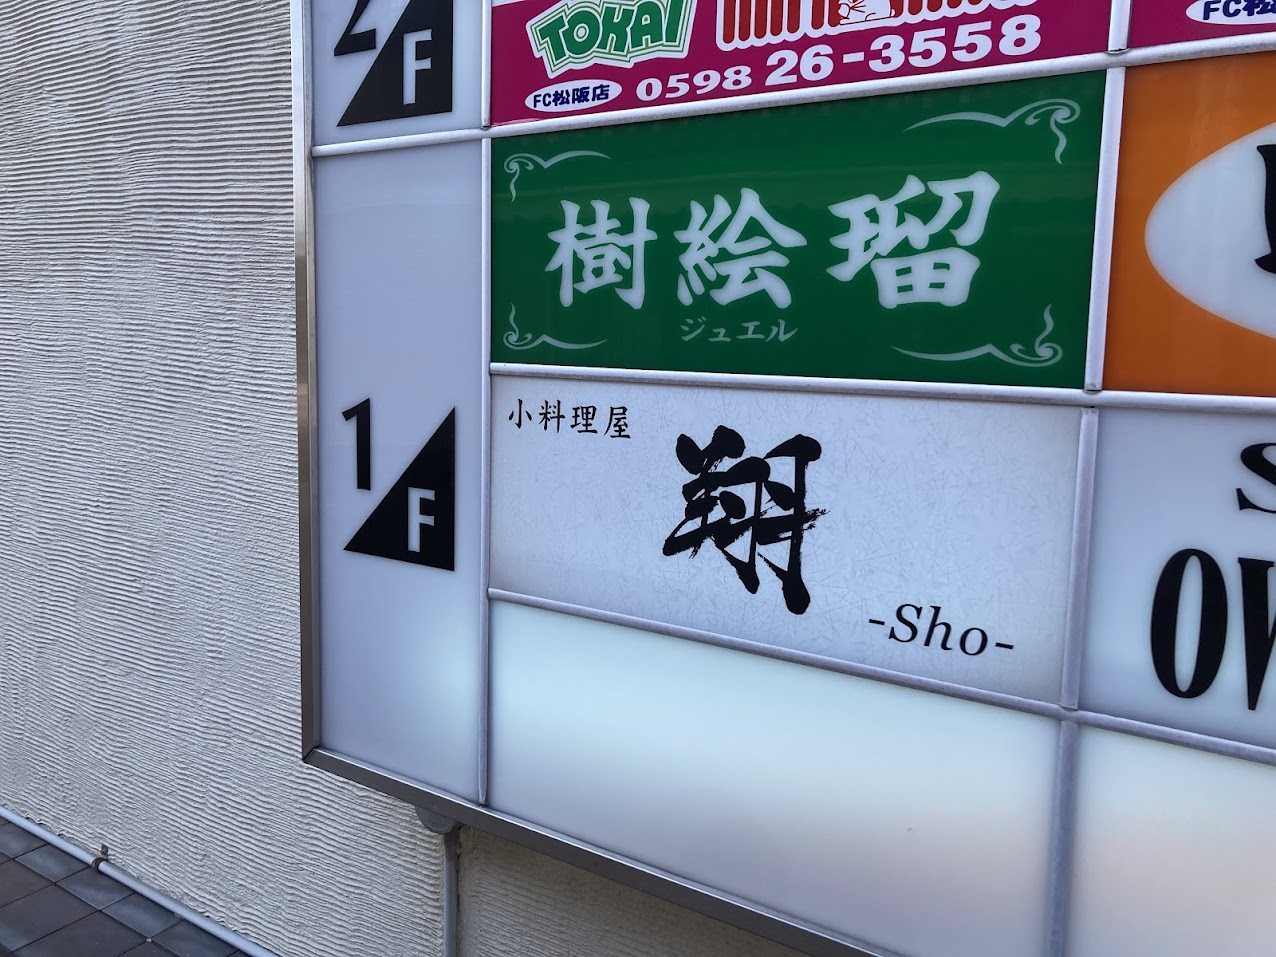 2F
TOKAI
FC松阪店 0598 26-3558
樹絵瑠
ジュエル
1F
小料理屋
翔
-Sho-